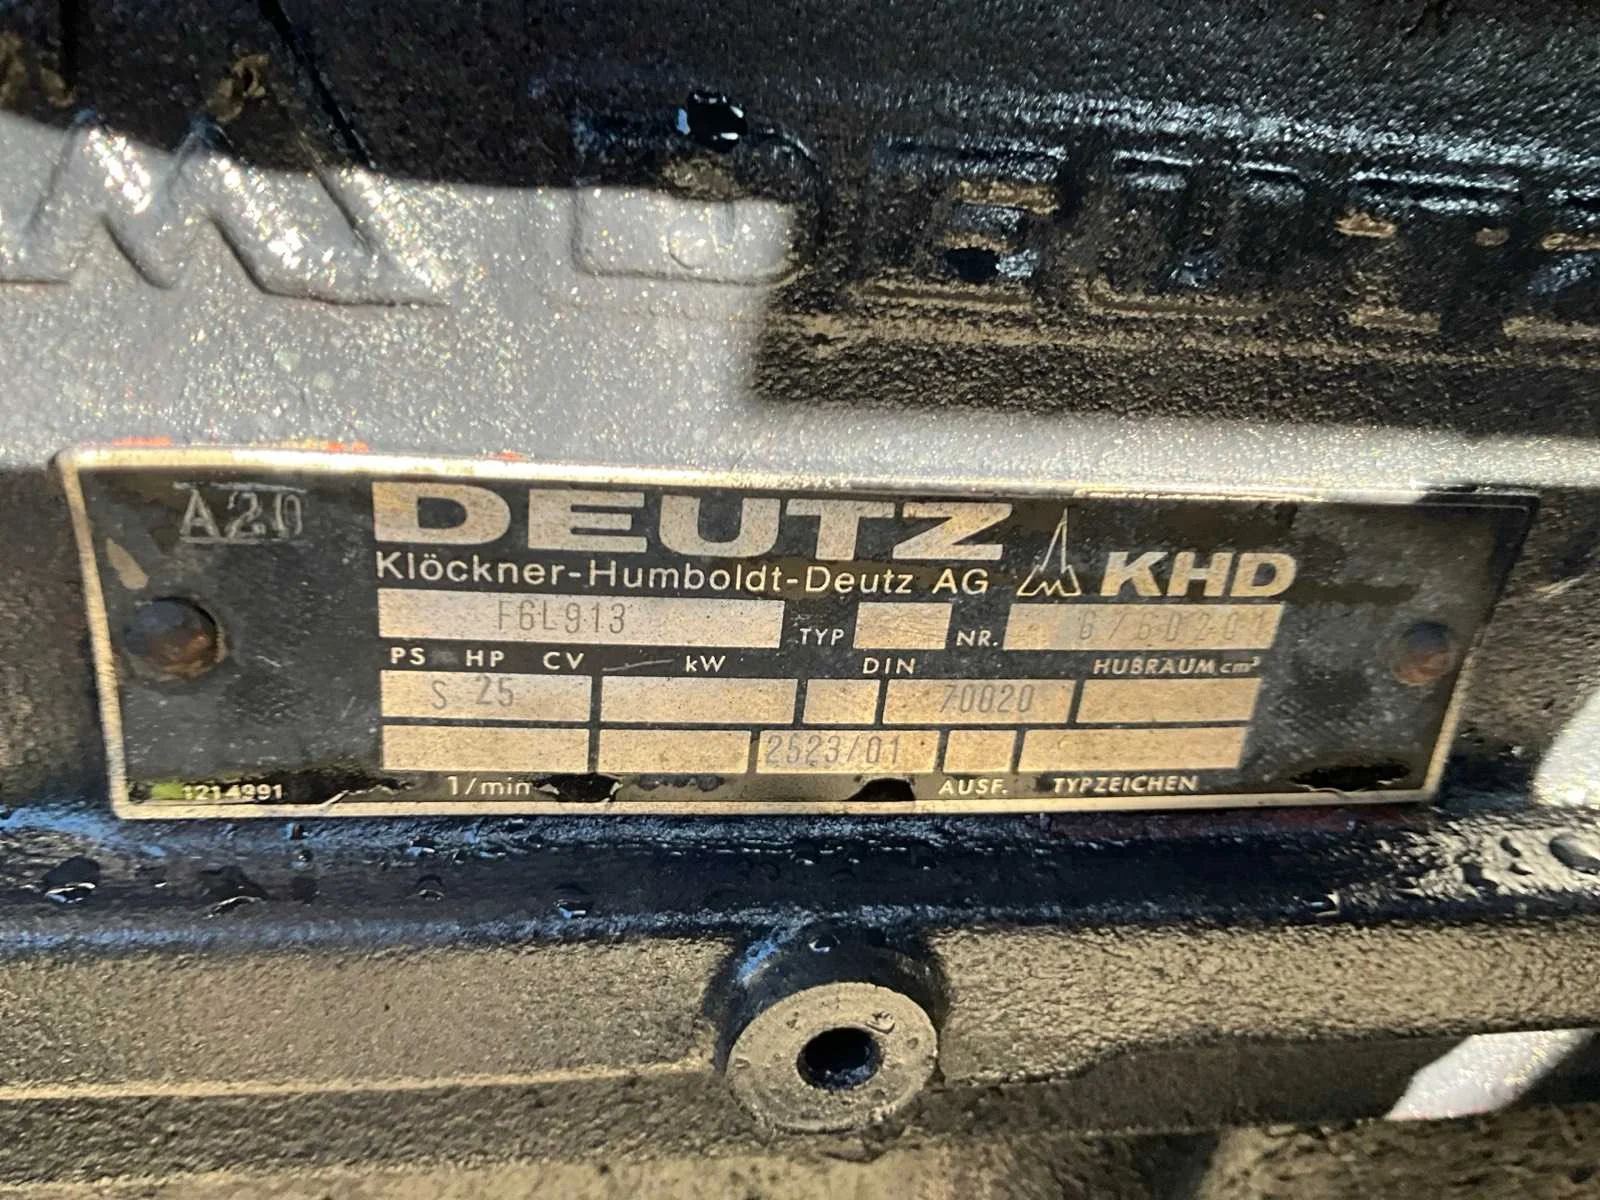 DEUTZ
A20 DEUTZ
Klöckner-Humboldt-Deutz AG KHD
F6L913 TYP NR.
PS HP CV kW DIN HUBRAUM cm³
S 25 70020
2523/01
1214991 1/min AUSF. TYPZEICHEN